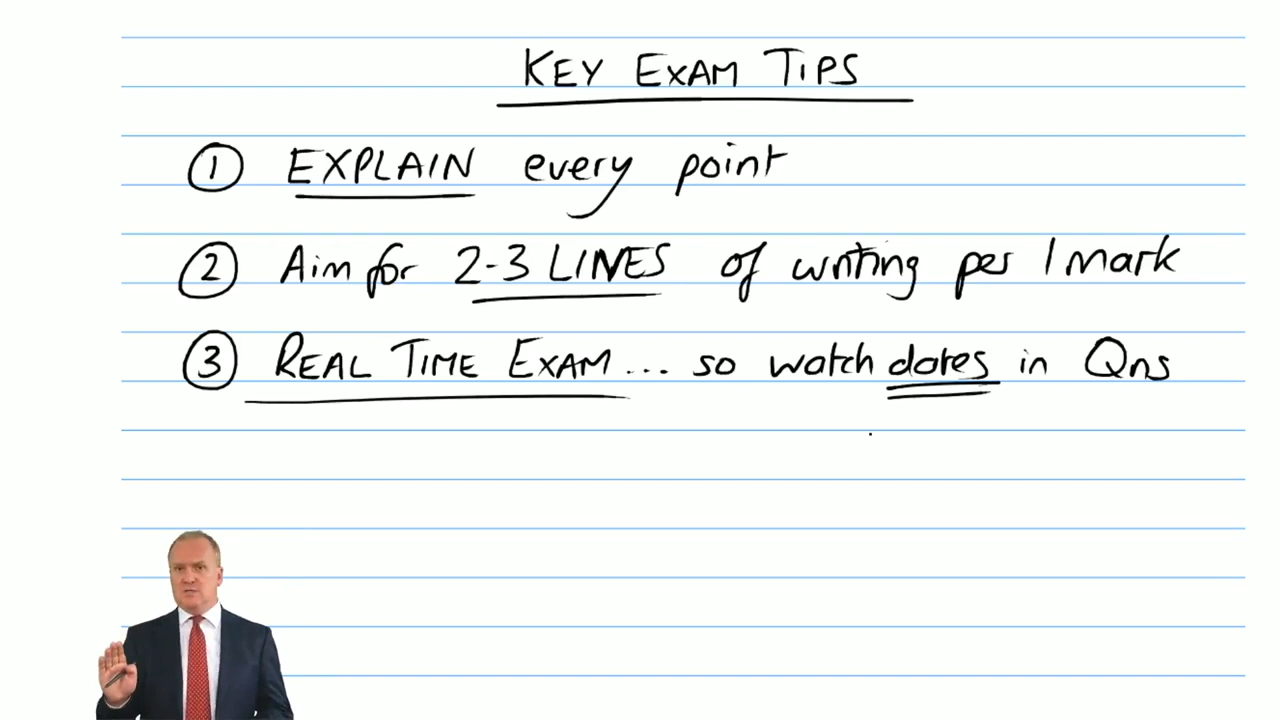 KEY EXAM TIPS
① EXPLAIN every point
② Aim for 2-3 LINES of writing per 1 mark
③ REAL TIME EXAM... so watch dates in Qns